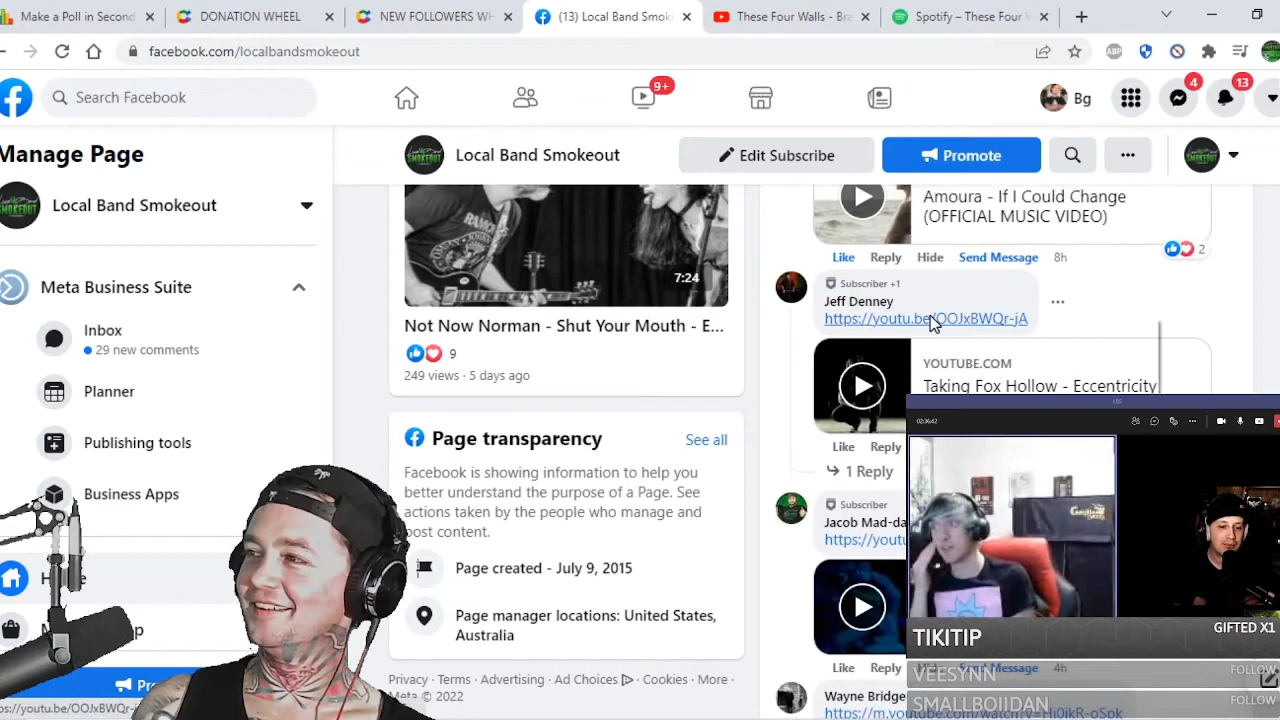 Make a Poll in Second
DONATION WHEEL
NEW FOLLOWERS WH
(13) Local Band Smoke
These Four Walls - Bra
Spotify – These Four W
facebook.com/localbandsmokeout
ABP
Search Facebook
9+
Bg
4
13
Manage Page
Local Band Smokeout
Edit Subscribe
Promote
Local Band Smokeout
Meta Business Suite
Inbox
29 new comments
Planner
Publishing tools
Business Apps
7:24
Not Now Norman - Shut Your Mouth - E...
9
249 views · 5 days ago
Page transparency
See all
Facebook is showing information to help you
better understand the purpose of a Page. See
actions taken by the people who manage and
post content.
Page created - July 9, 2015
Page manager locations: United States,
Australia
Privacy · Terms · Advertising · Ad Choices · Cookies · More ·
Meta © 2022
Amoura - If I Could Change
(OFFICIAL MUSIC VIDEO)
Like Reply Hide Send Message 8h
2
Subscriber +1
Jeff Denney
https://youtu.be/OOJxBWQr-jA
YOUTUBE.COM
Taking Fox Hollow - Eccentricity
Like Reply
1 Reply
Subscriber
Jacob Mad-da
https://yout
02:36:42
TIKITIP
GIFTED X1
Like Reply Hide Send Message 4h
VEESYNN
FOLLOW
SMALLBOIIDAN
FOLLOW
Wayne Bridge
https://m.youtube.com/watch?v=Hi0ikR-oSpk
s://youtu.be/OOJxBWQr-j